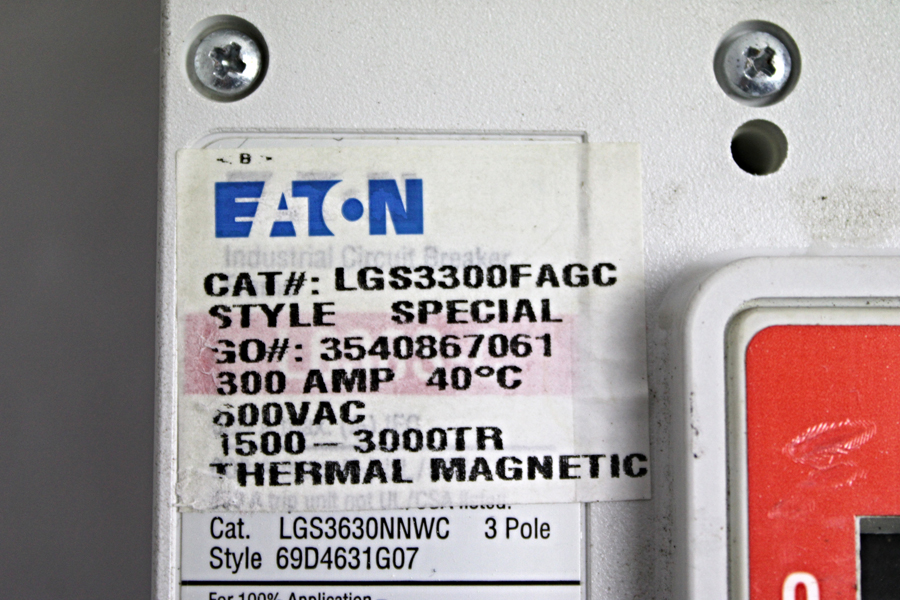 EATON
Industrial Circuit Breaker
CAT#: LGS3300FAGC
STYLE SPECIAL
GO#: 3540867061
300 AMP 40°C
600VAC
1500 - 3000TR
THERMAL MAGNETIC
A trip unit not UL/CSA listed.
Cat. LGS3630NNWC 3 Pole
Style 69D4631G07
For 100% Application